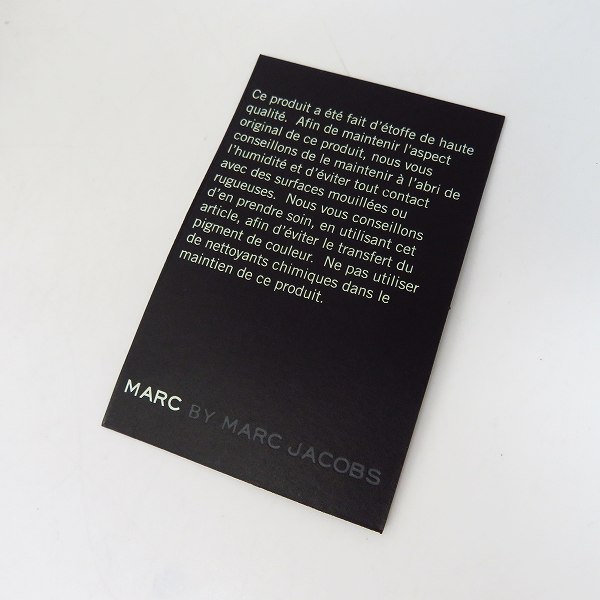 Ce produit a été fait d'étoffe de haute
qualité. Afin de maintenir l'aspect
original de ce produit, nous vous
conseillons de le maintenir à l'abri de
l'humidité et d'éviter tout contact
avec des surfaces mouillées ou
rugueuses. Nous vous conseillons
d'en prendre soin, en utilisant cet
article, afin d'éviter le transfert du
pigment de couleur. Ne pas utiliser
de nettoyants chimiques dans le
maintien de ce produit.
MARC BY MARC JACOBS